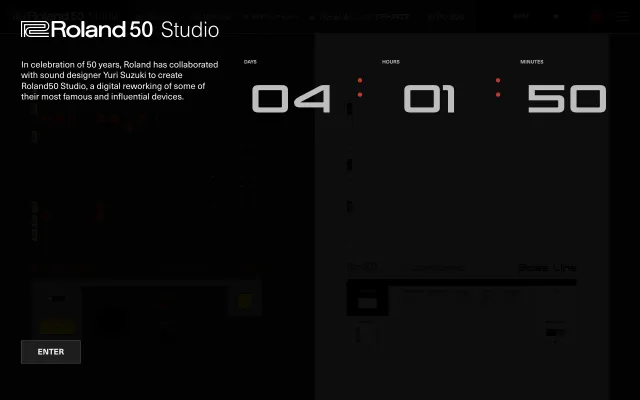 Roland 50 Studio
In celebration of 50 years, Roland has collaborated
with sound designer Yuri Suzuki to create
Roland50 Studio, a digital reworking of some of
their most famous and influential devices.
DAYS HOURS MINUTES
04 : 01 : 50
Bass Line
ENTER